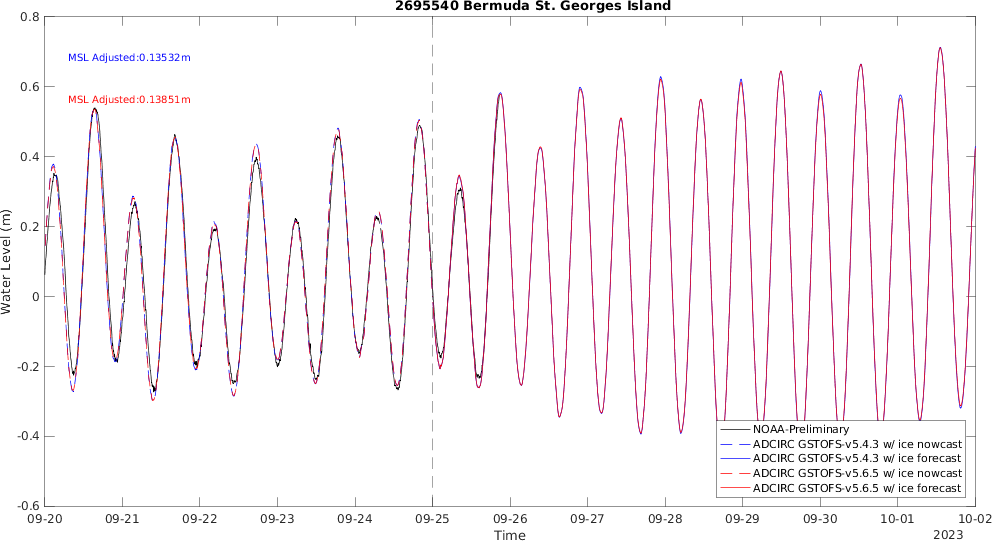 2695540 Bermuda St. Georges Island
0.8
MSL Adjusted:0.13532m
0.6
MSL Adjusted:0.13851m
0.4
0.2
Water Level (m)
0
-0.2
-0.4
NOAA-Preliminary
ADCIRC GSTOFS-v5.4.3 w/ ice nowcast
ADCIRC GSTOFS-v5.4.3 w/ ice forecast
ADCIRC GSTOFS-v5.6.5 w/ ice nowcast
ADCIRC GSTOFS-v5.6.5 w/ ice forecast
-0.6
09-20 09-21 09-22 09-23 09-24 09-25 09-26 09-27 09-28 09-29 09-30 10-01 10-02
Time
2023